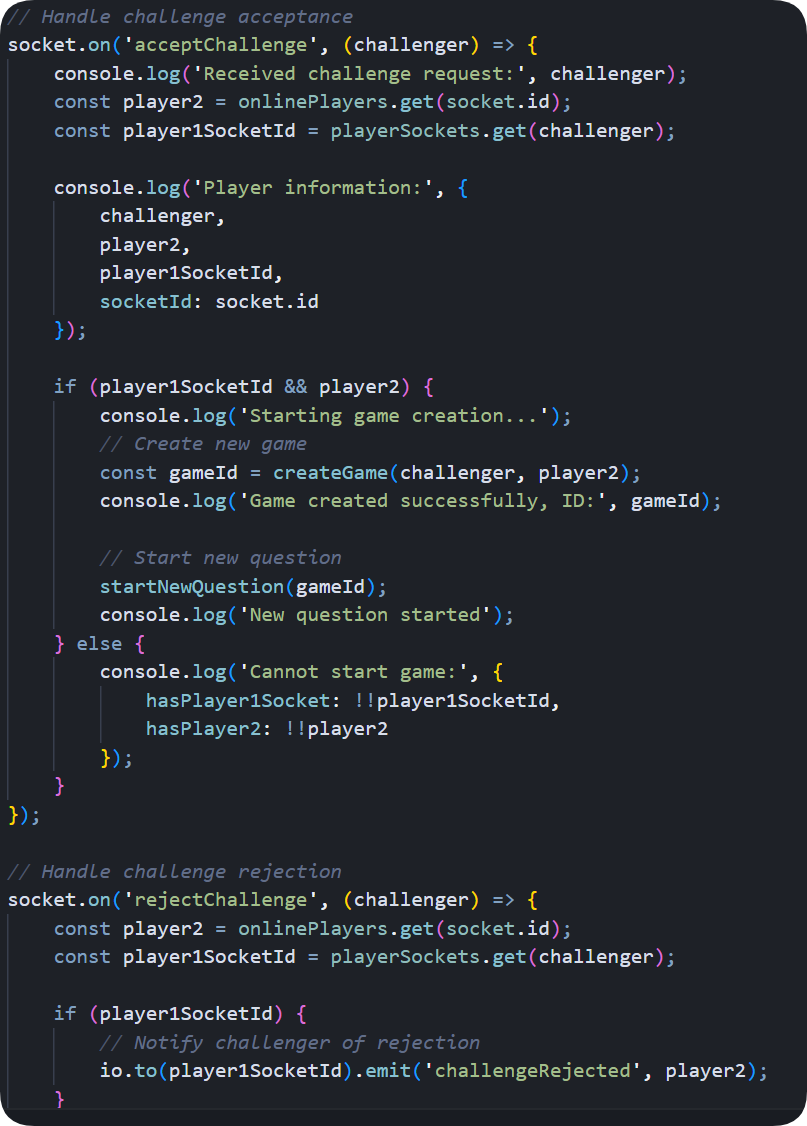 // Handle challenge acceptance
socket.on('acceptChallenge', (challenger) => {
    console.log('Received challenge request:', challenger);
    const player2 = onlinePlayers.get(socket.id);
    const player1SocketId = playerSockets.get(challenger);

    console.log('Player information:', {
        challenger,
        player2,
        player1SocketId,
        socketId: socket.id
    });

    if (player1SocketId && player2) {
        console.log('Starting game creation...');
        // Create new game
        const gameId = createGame(challenger, player2);
        console.log('Game created successfully, ID:', gameId);

        // Start new question
        startNewQuestion(gameId);
        console.log('New question started');
    } else {
        console.log('Cannot start game:', {
            hasPlayer1Socket: !!player1SocketId,
            hasPlayer2: !!player2
        });
    }
});

// Handle challenge rejection
socket.on('rejectChallenge', (challenger) => {
    const player2 = onlinePlayers.get(socket.id);
    const player1SocketId = playerSockets.get(challenger);

    if (player1SocketId) {
        // Notify challenger of rejection
        io.to(player1SocketId).emit('challengeRejected', player2);
    }